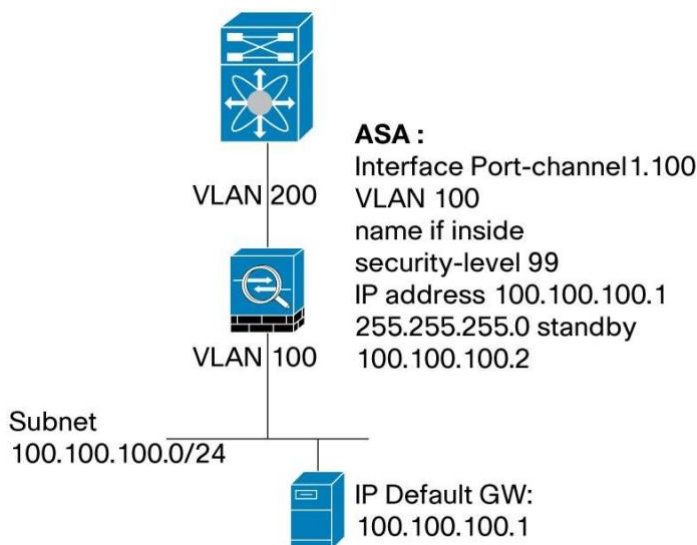 ASA :
Interface Port-channel1.100
VLAN 200
VLAN 100
name if inside
security-level 99
IP address 100.100.100.1
255.255.255.0 standby
VLAN 100
100.100.100.2
Subnet
100.100.100.0/24
IP Default GW:
100.100.100.1